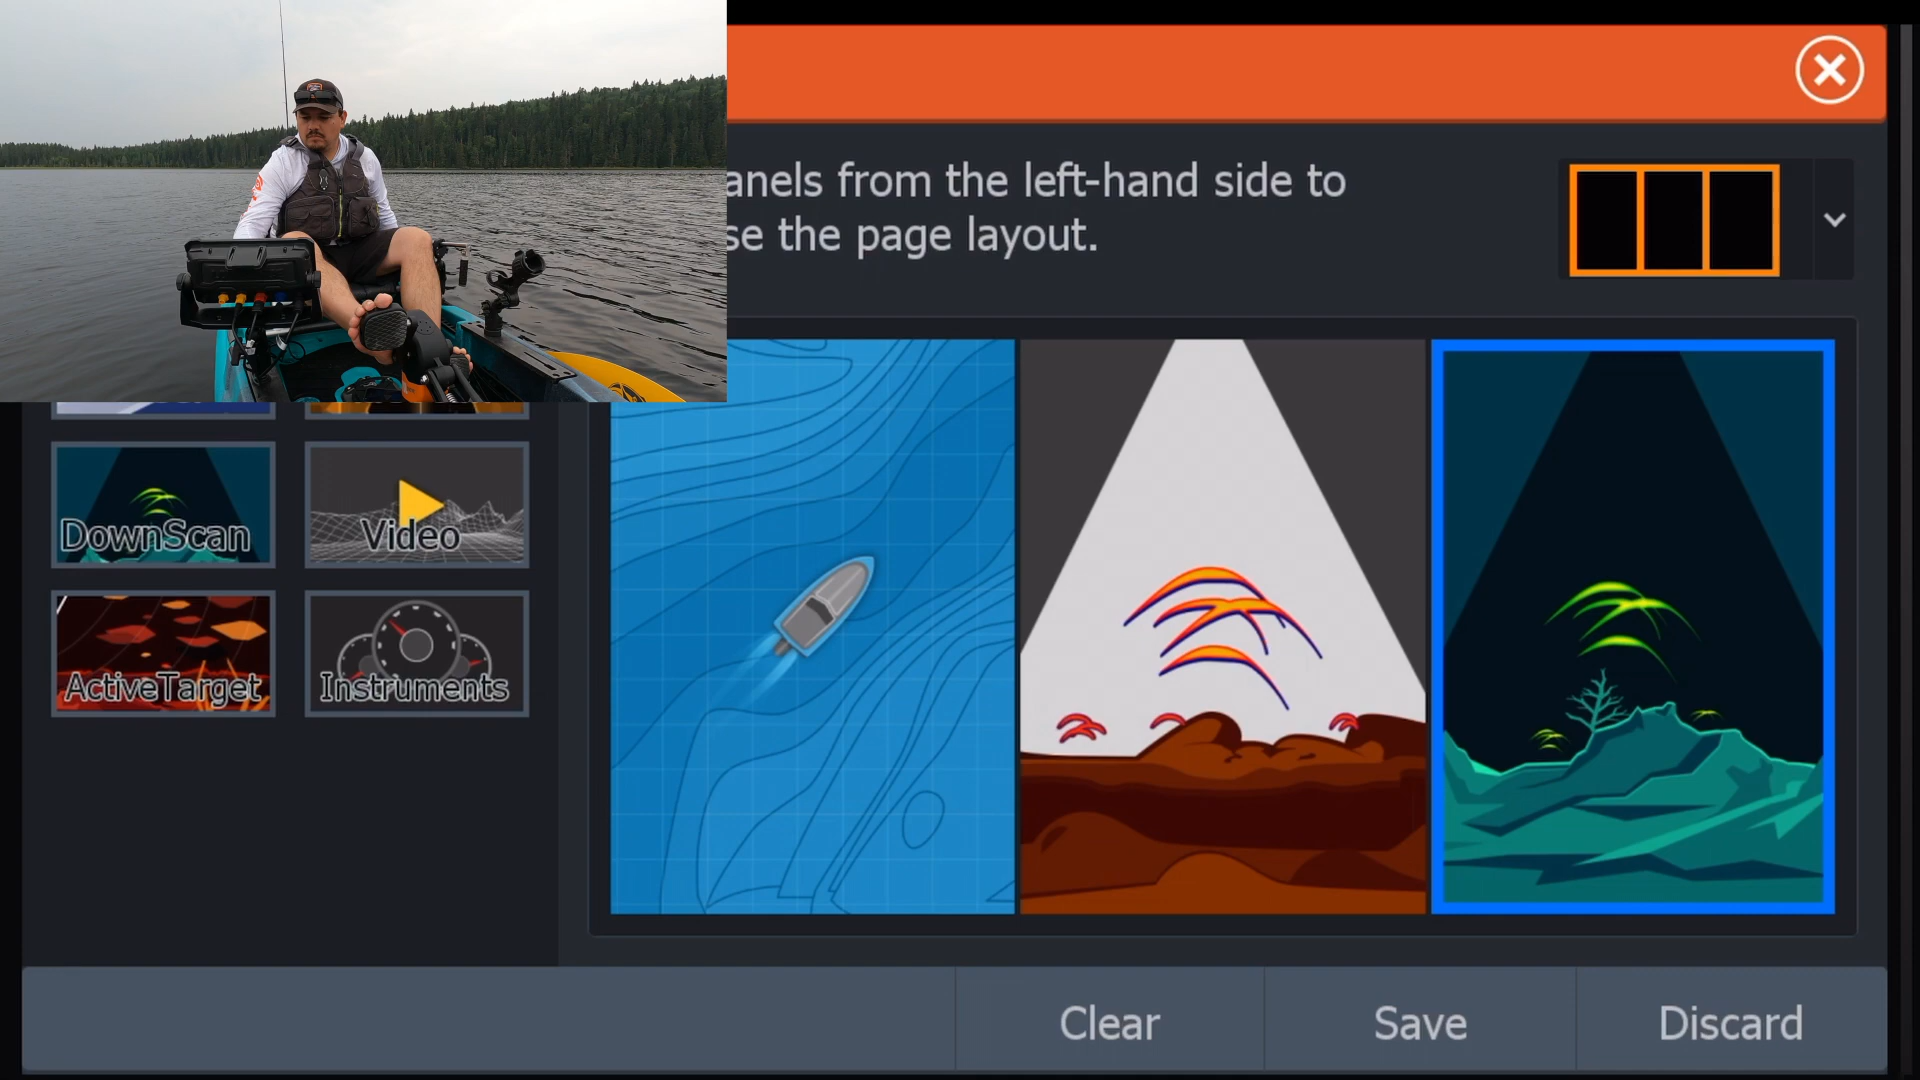 anels from the left-hand side to
se the page layout.
DownScan
Video
ActiveTarget
Instruments
Clear
Save
Discard